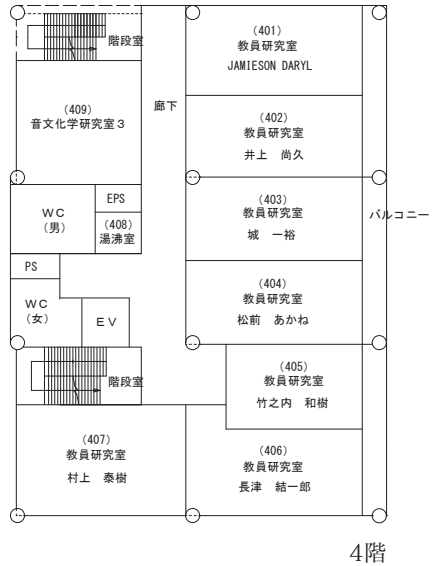 階段室
(401)
教員研究室
JAMIESON DARYL
(409)
音文化学研究室３
廊下
(402)
教員研究室
井上　尚久
EPS
ＷＣ
(男)
(408)
湯沸室
(403)
教員研究室
城　一裕
バルコニー
PS
ＷＣ
(女)
ＥＶ
(404)
教員研究室
松前　あかね
階段室
(405)
教員研究室
竹之内　和樹
(407)
教員研究室
村上　泰樹
(406)
教員研究室
長津　結一郎
4階